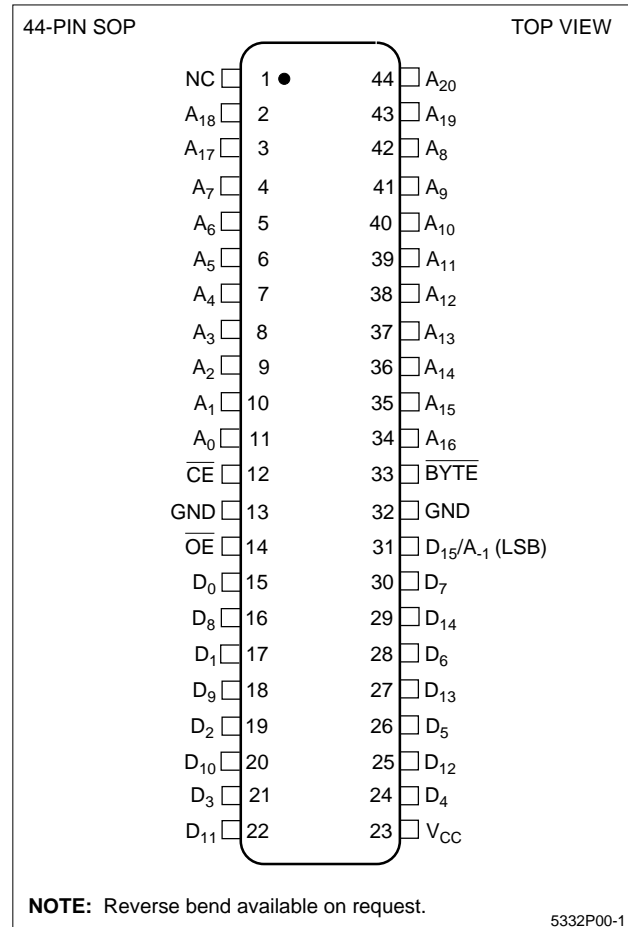 44-PIN SOP TOP VIEW
NC 1 44 A20
A18 2 43 A19
A17 3 42 A8
A7 4 41 A9
A6 5 40 A10
A5 6 39 A11
A4 7 38 A12
A3 8 37 A13
A2 9 36 A14
A1 10 35 A15
A0 11 34 A16
CE 12 33 BYTE
GND 13 32 GND
OE 14 31 D15/A-1 (LSB)
D0 15 30 D7
D8 16 29 D14
D1 17 28 D6
D9 18 27 D13
D2 19 26 D5
D10 20 25 D12
D3 21 24 D4
D11 22 23 VCC
NOTE: Reverse bend available on request.
5332P00-1